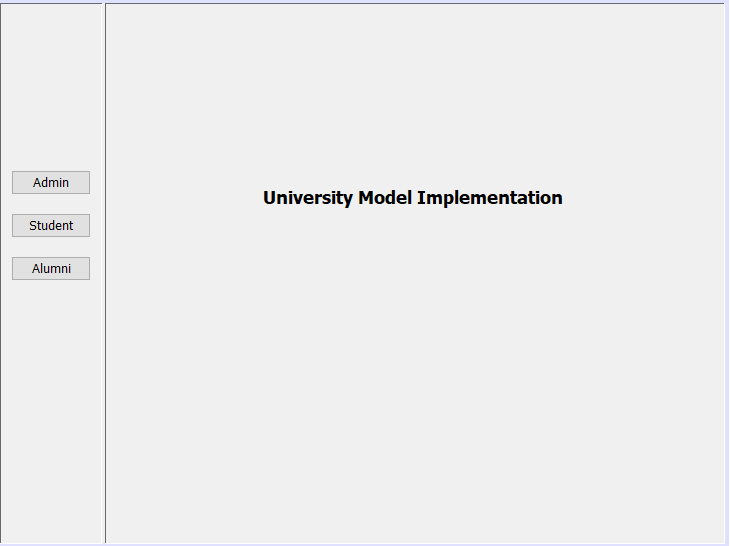 Admin
Student
Alumni
University Model Implementation